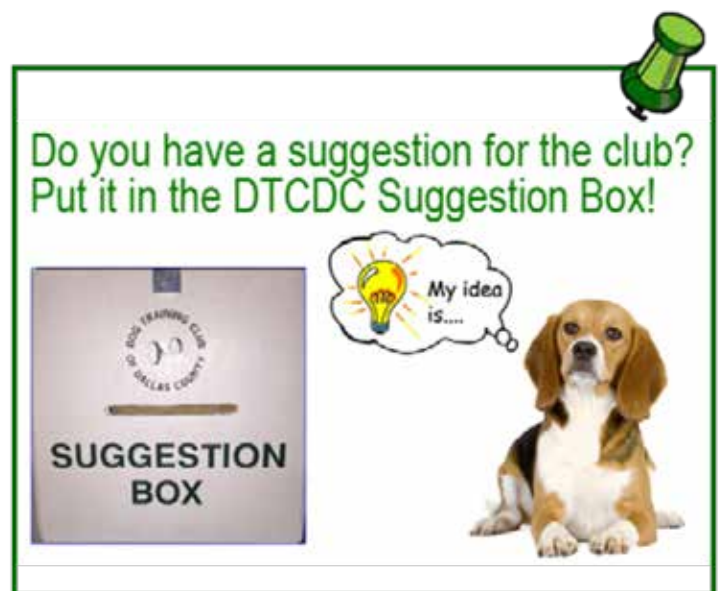 Do you have a suggestion for the club?
Put it in the DTCDC Suggestion Box!
My idea
is....
DOG TRAINING CLUB
OF DALLAS COUNTY
SUGGESTION
BOX